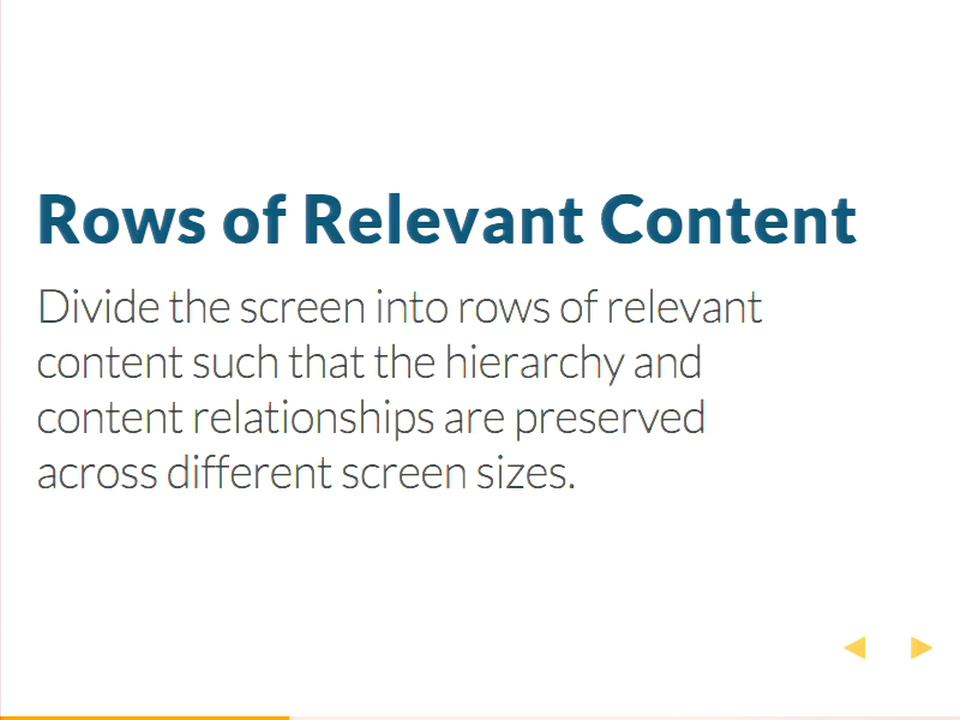 Rows of Relevant Content
Divide the screen into rows of relevant
content such that the hierarchy and
content relationships are preserved
across different screen sizes.